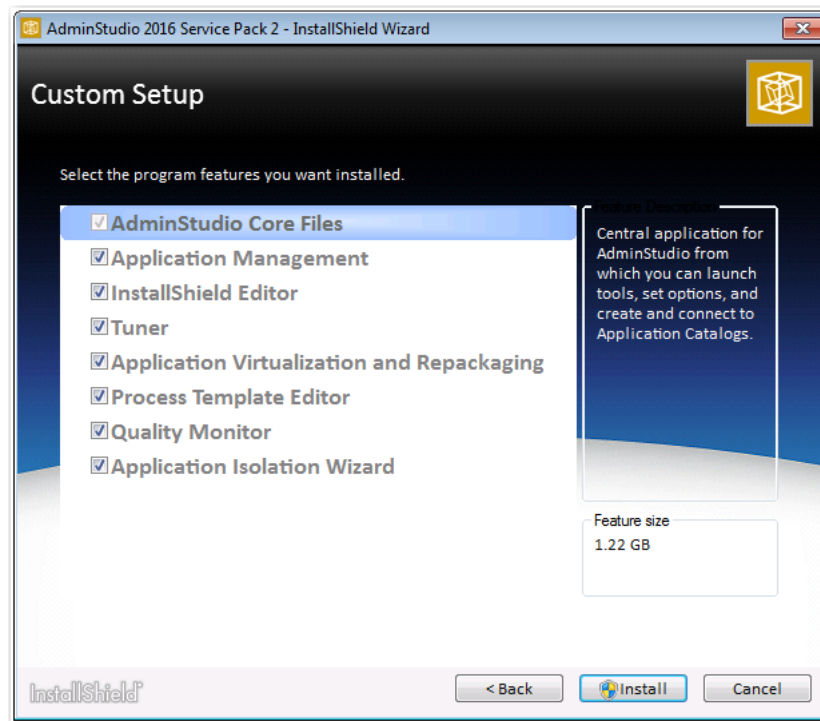 AdminStudio 2016 Service Pack 2 - InstallShield Wizard
Custom Setup
Select the program features you want installed.
AdminStudio Core Files
Application Management
InstallShield Editor
Tuner
Application Virtualization and Repackaging
Process Template Editor
Quality Monitor
Application Isolation Wizard
Feature Description
Central application for
AdminStudio from
which you can launch
tools, set options, and
create and connect to
Application Catalogs.
Feature size
1.22 GB
InstallShield
< Back
Install
Cancel